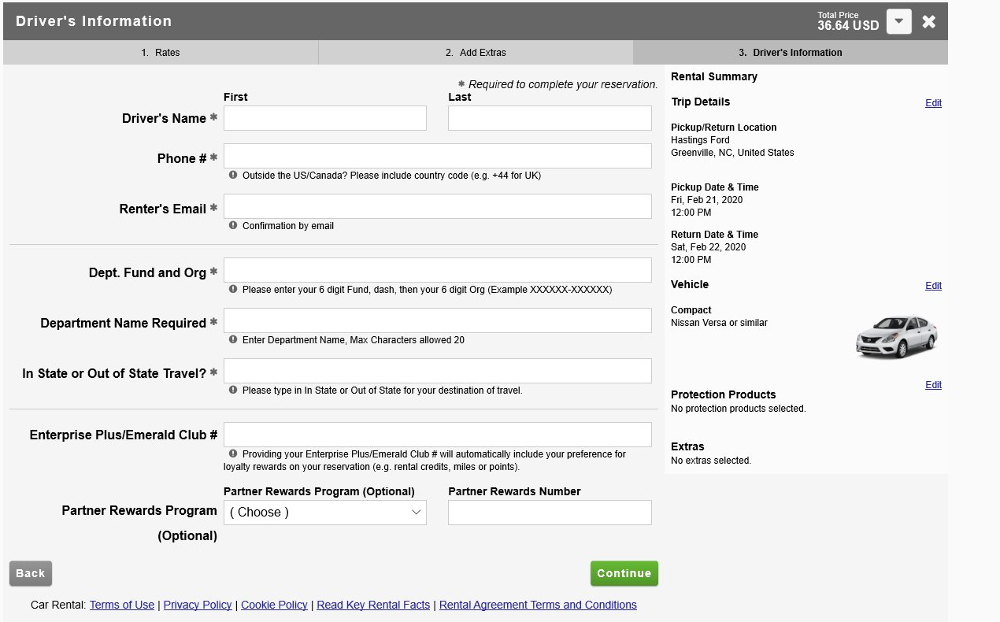 Driver's Information
Total Price
36.64 USD
1. Rates
2. Add Extras
3. Driver's Information
* Required to complete your reservation.
First
Last
Driver's Name *
Phone # *
Outside the US/Canada? Please include country code (e.g. +44 for UK)
Renter's Email *
Confirmation by email
Dept. Fund and Org *
Please enter your 6 digit Fund, dash, then your 6 digit Org (Example XXXXXX-XXXXXX)
Department Name Required *
Enter Department Name, Max Characters allowed 20
In State or Out of State Travel? *
Please type in In State or Out of State for your destination of travel.
Enterprise Plus/Emerald Club #
Providing your Enterprise Plus/Emerald Club # will automatically include your preference for
loyalty rewards on your reservation (e.g. rental credits, miles or points).
Partner Rewards Program (Optional)
Partner Rewards Number
Partner Rewards Program
(Optional)
( Choose )
Back
Continue
Car Rental: Terms of Use | Privacy Policy | Cookie Policy | Read Key Rental Facts | Rental Agreement Terms and Conditions
Rental Summary
Trip Details
Edit
Pickup/Return Location
Hastings Ford
Greenville, NC, United States
Pickup Date & Time
Fri, Feb 21, 2020
12:00 PM
Return Date & Time
Sat, Feb 22, 2020
12:00 PM
Vehicle
Edit
Compact
Nissan Versa or similar
Edit
Protection Products
No protection products selected.
Extras
No extras selected.